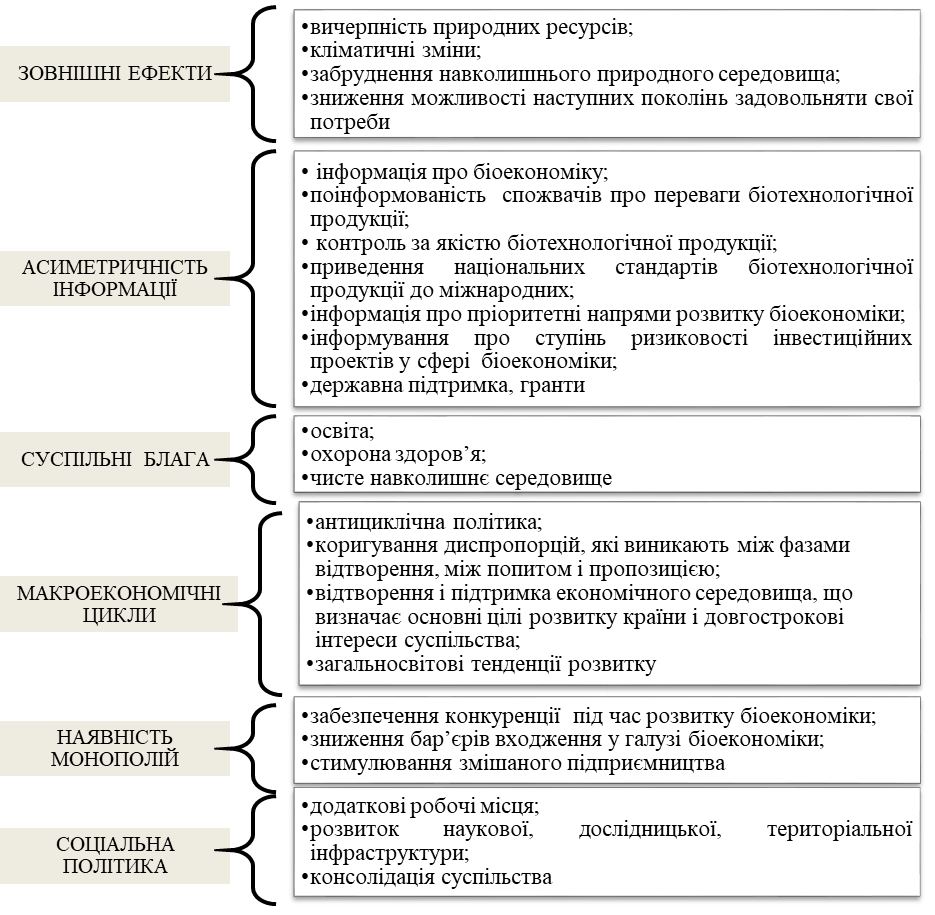 ЗОВНІШНІ ЕФЕКТИ
•вичерпність природних ресурсів;
•кліматичні зміни;
•забруднення навколишнього природного середовища;
•зниження можливості наступних поколінь задовольняти свої
потреби
АСИМЕТРИЧНІСТЬ
ІНФОРМАЦІЇ
• інформація про біоекономіку;
•поінформованість спожвачів про переваги біотехнологічної
продукції;
• контроль за якістю біотехнологічної продукції;
•приведення національних стандартів біотехнологічної
продукції до міжнародних;
•інформація про пріоритетні напрями розвитку біоекономіки;
•інформування про ступінь ризиковості інвестиційних
проектів у сфері біоекономіки;
•державна підтримка, гранти
СУСПІЛЬНІ БЛАГА
•освіта;
•охорона здоров’я;
•чисте навколишнє середовище
МАКРОЕКОНОМІЧНІ
ЦИКЛИ
•антициклічна політика;
•коригування диспропорцій, які виникають між фазами
відтворення, між попитом і пропозицією;
•відтворення і підтримка економічного середовища, що
визначає основні цілі розвитку країни і довгострокові
інтереси суспільства;
•загальносвітові тенденції розвитку
НАЯВНІСТЬ
МОНОПОЛІЙ
•забезпечення конкуренції під час розвитку біоекономіки;
•зниження бар’єрів входження у галузі біоекономіки;
•стимулювання змішаного підприємництва
СОЦІАЛЬНА
ПОЛІТИКА
•додаткові робочі місця;
•розвиток наукової, дослідницької, територіальної
інфраструктури;
•консолідація суспільства